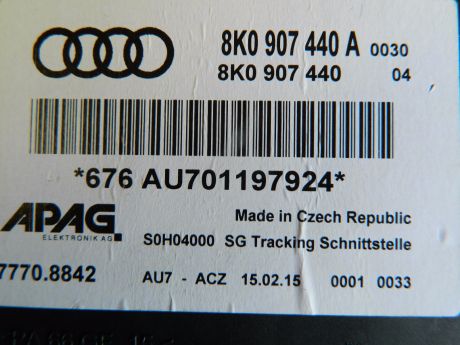 8K0 907 440 A 0030
8K0 907 440 04
*676 AU701197924*
APAG
ELEKTRONIK AG
Made in Czech Republic
S0H04000 SG Tracking Schnittstelle
7770.8842
AU7 - ACZ 15.02.15 0001 0033